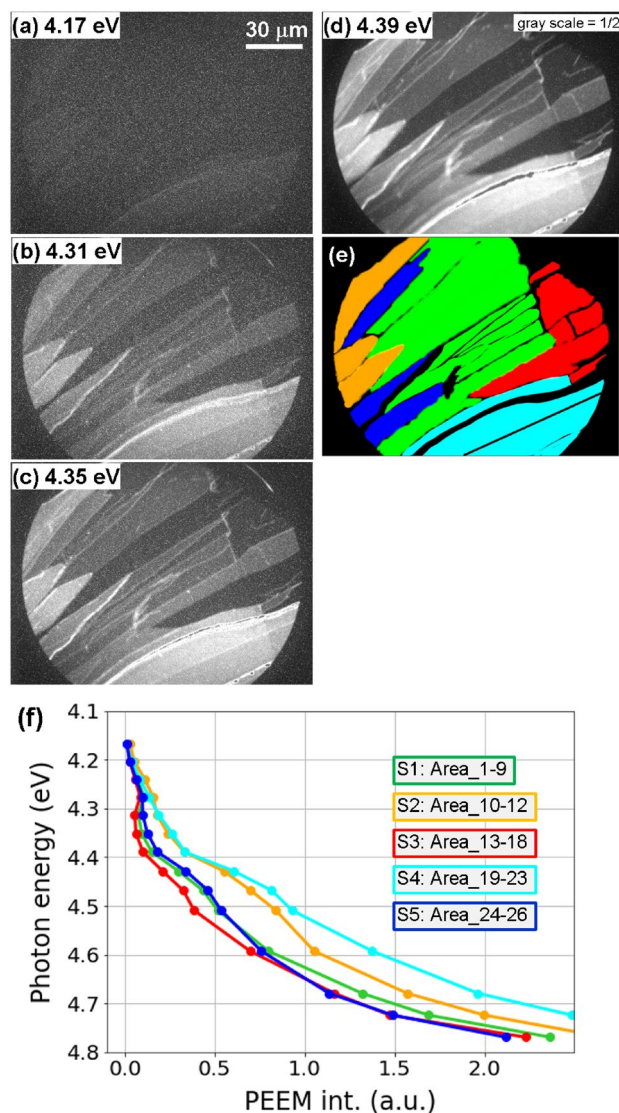 (a) 4.17 eV
30 μm
(d) 4.39 eV
gray scale = 1/2
(b) 4.31 eV
(e)
(c) 4.35 eV
(f)
4.1
4.2
4.3
4.4
4.5
4.6
4.7
4.8
Photon energy (eV)
S1: Area_1-9
S2: Area_10-12
S3: Area_13-18
S4: Area_19-23
S5: Area_24-26
0.0 0.5 1.0 1.5 2.0 2.5
PEEM int. (a.u.)